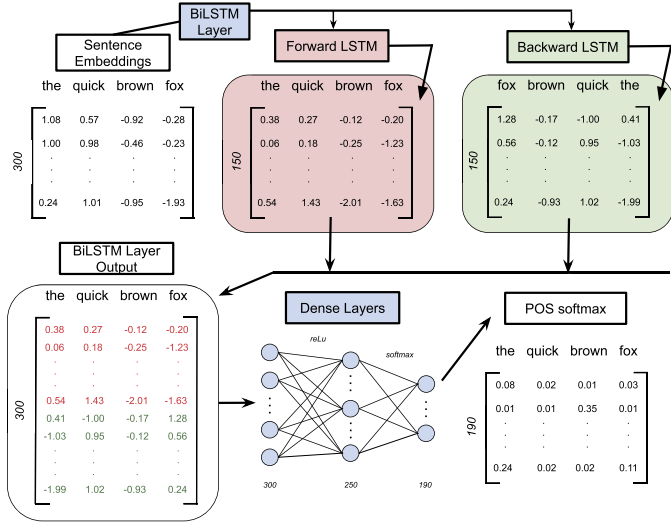 BiLSTM
Layer
Sentence
Embeddings
Forward LSTM
Backward LSTM
the quick brown fox
1.08 0.57 -0.92 -0.28
1.00 0.98 -0.46 -0.23
. . . .
. . . .
. . . .
0.24 1.01 -0.95 -1.93
300
the quick brown fox
0.38 0.27 -0.12 -0.20
0.06 0.18 -0.25 -1.23
. . . .
. . . .
. . . .
0.54 1.43 -2.01 -1.63
150
fox brown quick the
1.28 -0.17 -1.00 0.41
0.56 -0.12 0.95 -1.03
. . . .
. . . .
. . . .
0.24 -0.93 1.02 -1.99
150
BiLSTM Layer
Output
the quick brown fox
0.38 0.27 -0.12 -0.20
0.06 0.18 -0.25 -1.23
. . . .
. . . .
. . . .
0.54 1.43 -2.01 -1.63
0.41 -1.00 -0.17 1.28
-1.03 0.95 -0.12 0.56
. . . .
. . . .
. . . .
-1.99 1.02 -0.93 0.24
300
Dense Layers
reLu
softmax
300 250 190
POS softmax
the quick brown fox
0.08 0.02 0.01 0.03
0.01 0.01 0.35 0.01
. . . .
. . . .
. . . .
0.24 0.02 0.02 0.11
190